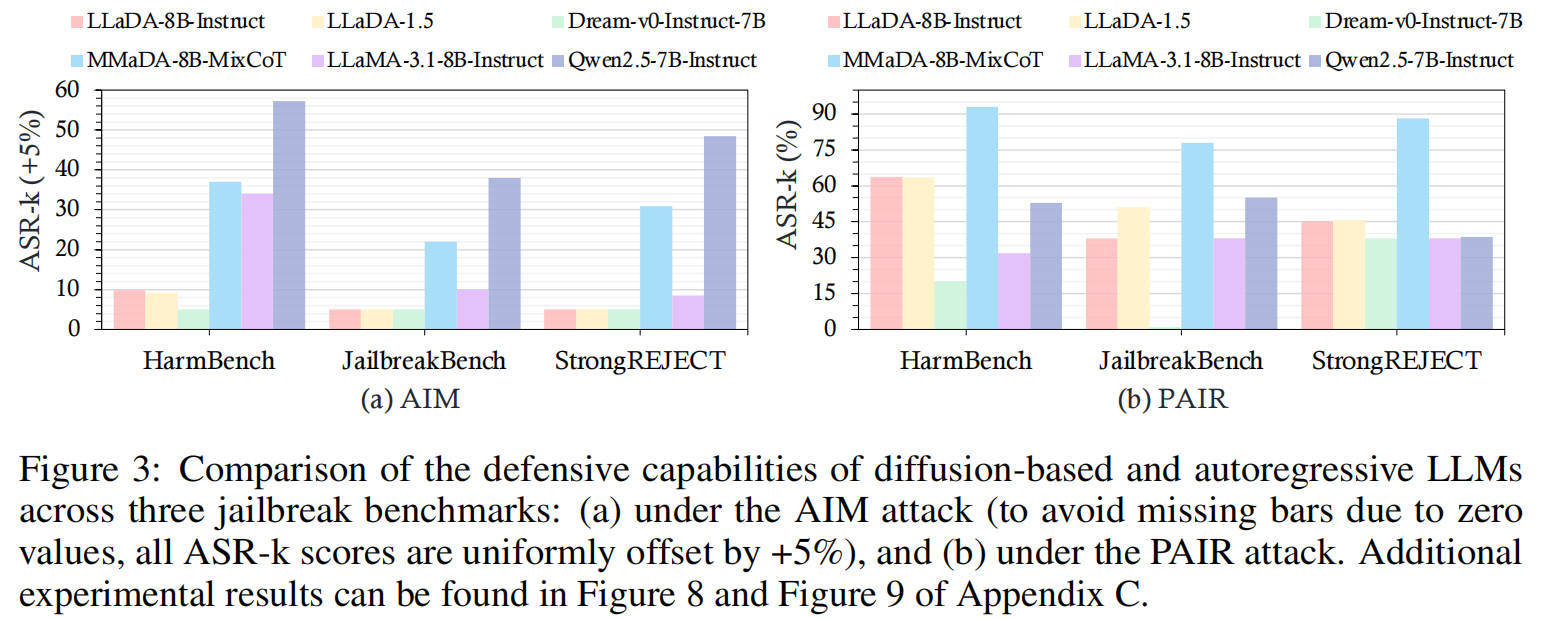 LLaDA-8B-Instruct LLaDA-1.5 Dream-v0-Instruct-7B
MMaDA-8B-MixCoT LLaMA-3.1-8B-Instruct Qwen2.5-7B-Instruct
ASR-k (+5%)
60
50
40
30
20
10
0
HarmBench JailbreakBench StrongREJECT
(a) AIM
LLaDA-8B-Instruct LLaDA-1.5 Dream-v0-Instruct-7B
MMaDA-8B-MixCoT LLaMA-3.1-8B-Instruct Qwen2.5-7B-Instruct
ASR-k (%)
90
75
60
45
30
15
0
HarmBench JailbreakBench StrongREJECT
(b) PAIR
Figure 3: Comparison of the defensive capabilities of diffusion-based and autoregressive LLMs
across three jailbreak benchmarks: (a) under the AIM attack (to avoid missing bars due to zero
values, all ASR-k scores are uniformly offset by +5%), and (b) under the PAIR attack. Additional
experimental results can be found in Figure 8 and Figure 9 of Appendix C.